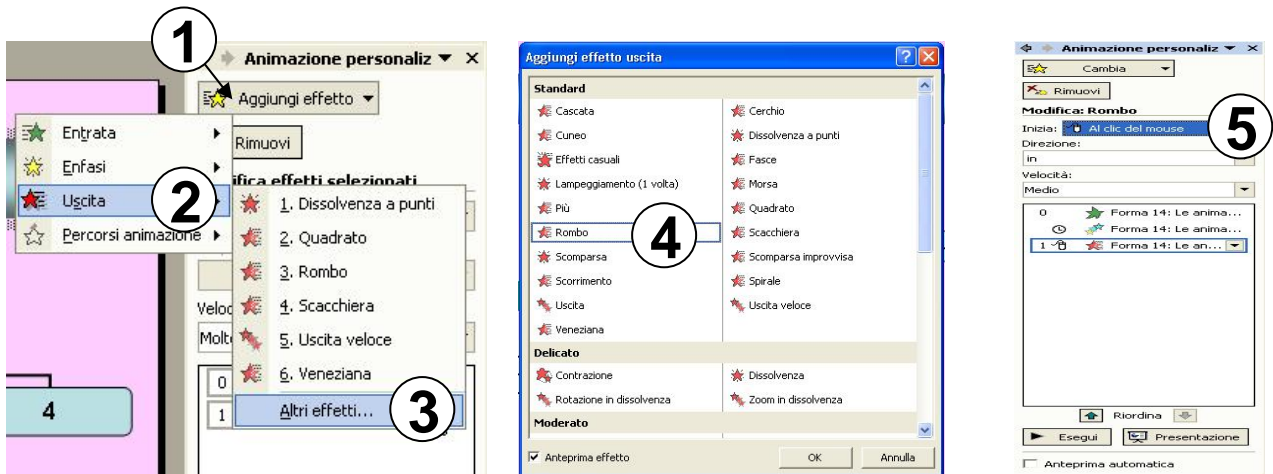 1
Animazione personaliz
Aggiungi effetto
Rimuovi
Entrata
Enfasi
Uscita
Percorsi animazione
2
ifica effetti selezionati
1. Dissolvenza a punti
2. Quadrato
3. Rombo
4. Scacchiera
5. Uscita veloce
6. Veneziana
Altri effetti...
3
Veloc
Molto
0
1
4
Aggiungi effetto uscita
Standard
Cascata Cerchio
Cuneo Dissolvenza a punti
Effetti casuali Fasce
Lampeggiamento (1 volta) Morsa
Più Quadrato
Rombo Scacchiera
4
Scomparsa Scomparsa improvvisa
Scorrimento Spirale
Uscita Uscita veloce
Veneziana
Delicato
Contrazione Dissolvenza
Rotazione in dissolvenza Zoom in dissolvenza
Moderato
Anteprima effetto OK Annulla
Animazione personaliz
Cambia
Rimuovi
Modifica: Rombo
Inizia: Al clic del mouse
5
Direzione:
in
Velocità:
Medio
0 Forma 14: Le anima...
Forma 14: Le anima...
1 Forma 14: Le an...
Riordina
Esegui Presentazione
Anteprima automatica